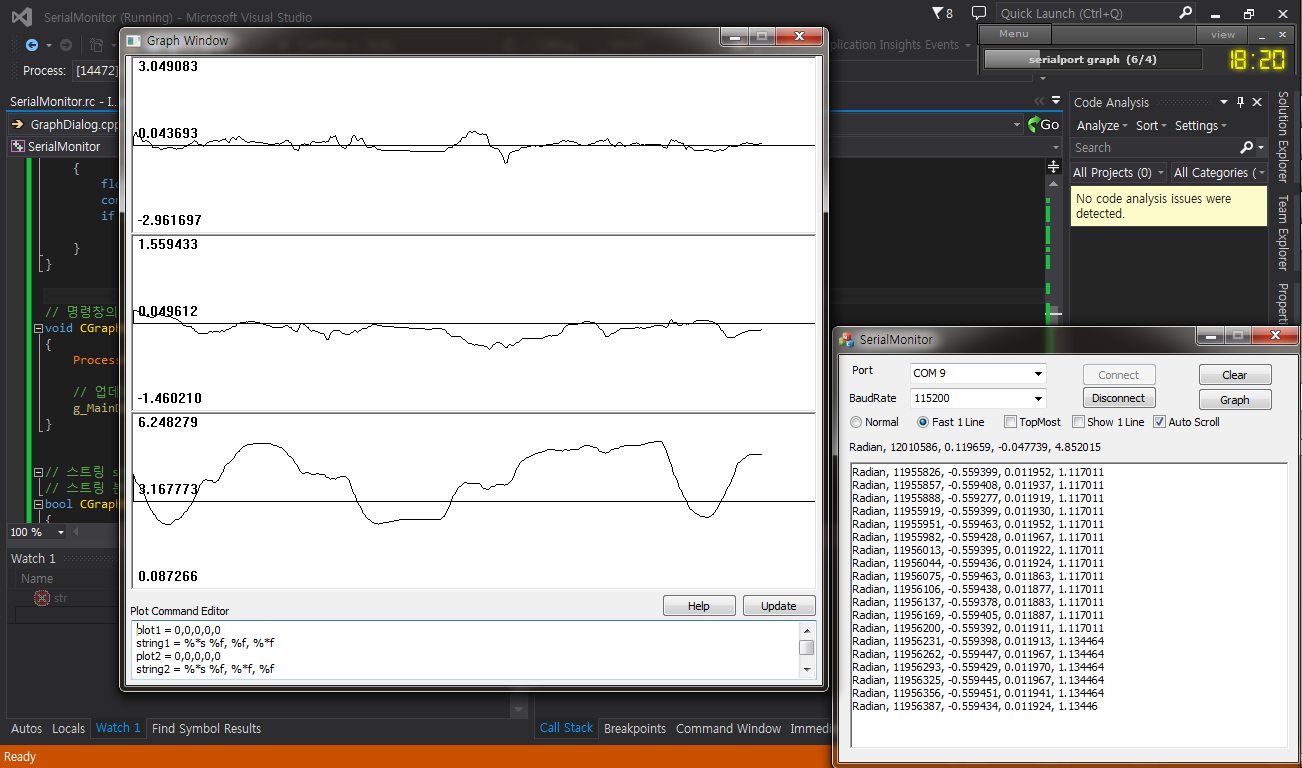 SerialMonitor (Running) - Microsoft Visual Studio
8
Quick Launch (Ctrl+Q)
Menu
view
serialport graph (6/4)
18:20
Process: [14472]
plication Insights Events
SerialMonitor.rc - I...
GraphDialog.cpp
Go
SerialMonitor
{
flo
con
if
}
}
// 명령창의
void CGraph
{
Process
// 업데
g_MainD
}
// 스트링 s
// 스트링 분
bool CGraph
{
100 %
Watch 1
Name
str
Autos
Locals
Watch 1
Find Symbol Results
Call Stack
Breakpoints
Command Window
Immedi
Ready
Graph Window
3.049083
0.043693
-2.961697
1.559433
0.049612
-1.460210
6.248279
3.167773
0.087266
Plot Command Editor
Help
Update
plot1 = 0,0,0,0,0
string1 = %*s %f, %f, %*f
plot2 = 0,0,0,0,0
string2 = %*s %f, %*f, %f
Code Analysis
Analyze
Sort
Settings
Search
All Projects (0)
All Categories (
No code analysis issues were
detected.
Solution Explorer
Team Explorer
Properti
SerialMonitor
Port
COM 9
Connect
Clear
BaudRate
115200
Disconnect
Graph
Normal
Fast 1 Line
TopMost
Show 1 Line
Auto Scroll
Radian, 12010586, 0.119659, -0.047739, 4.852015
Radian, 11955826, -0.559399, 0.011952, 1.117011
Radian, 11955857, -0.559408, 0.011937, 1.117011
Radian, 11955888, -0.559277, 0.011919, 1.117011
Radian, 11955919, -0.559399, 0.011930, 1.117011
Radian, 11955951, -0.559463, 0.011952, 1.117011
Radian, 11955982, -0.559428, 0.011967, 1.117011
Radian, 11956013, -0.559395, 0.011922, 1.117011
Radian, 11956044, -0.559436, 0.011924, 1.117011
Radian, 11956075, -0.559463, 0.011863, 1.117011
Radian, 11956106, -0.559438, 0.011877, 1.117011
Radian, 11956137, -0.559378, 0.011883, 1.117011
Radian, 11956169, -0.559405, 0.011887, 1.117011
Radian, 11956200, -0.559392, 0.011911, 1.117011
Radian, 11956231, -0.559398, 0.011913, 1.134464
Radian, 11956262, -0.559447, 0.011967, 1.134464
Radian, 11956293, -0.559429, 0.011970, 1.134464
Radian, 11956325, -0.559445, 0.011967, 1.134464
Radian, 11956356, -0.559451, 0.011941, 1.134464
Radian, 11956387, -0.559434, 0.011924, 1.13446